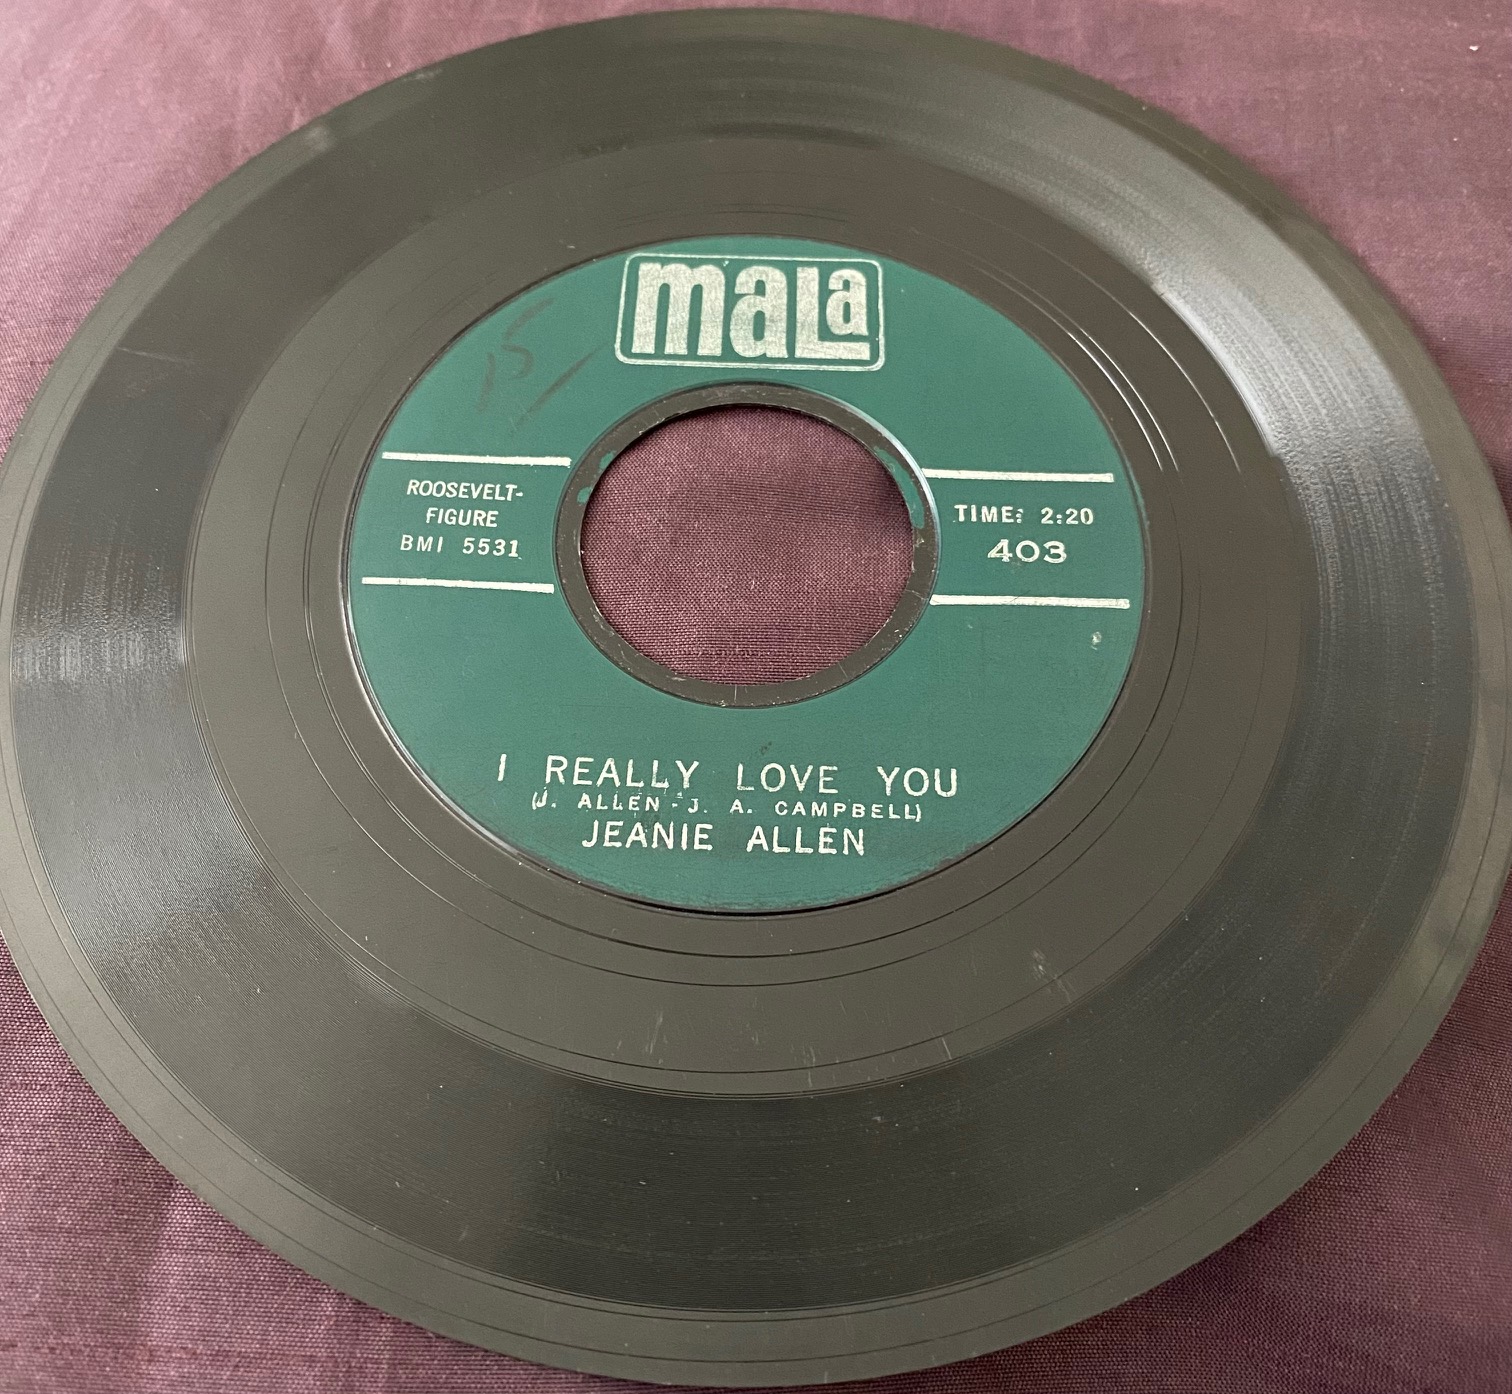 maLa
15
ROOSEVELT-
FIGURE
BMI 5531
TIME: 2:20
403
I REALLY LOVE YOU
(J. ALLEN - J. A. CAMPBELL)
JEANIE ALLEN